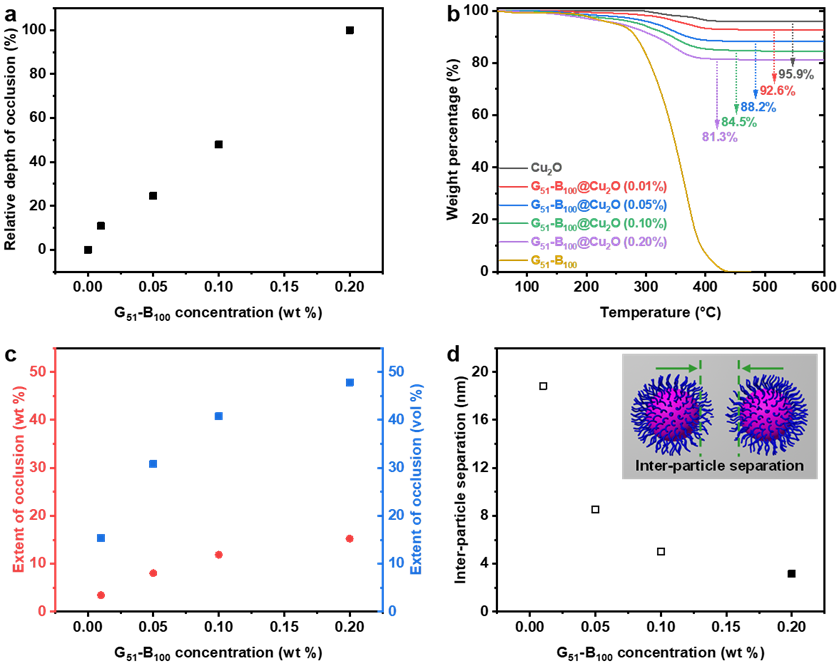 a
Relative depth of occlusion (%)
100
80
60
40
20
0
0.00 0.05 0.10 0.15 0.20
G51-B100 concentration (wt %)
b
Weight percentage (%)
100
80
60
40
20
0
95.9%
92.6%
88.2%
84.5%
81.3%
Cu2O
G51-B100@Cu2O (0.01%)
G51-B100@Cu2O (0.05%)
G51-B100@Cu2O (0.10%)
G51-B100@Cu2O (0.20%)
G51-B100
100 200 300 400 500 600
Temperature (°C)
c
Extent of occlusion (wt %)
50
40
30
20
10
0
50
40
30
20
10
0
Extent of occlusion (vol %)
0.00 0.05 0.10 0.15 0.20
G51-B100 concentration (wt %)
d
Inter-particle separation (nm)
20
16
12
8
4
0
Inter-particle separation
0.00 0.05 0.10 0.15 0.20
G51-B100 concentration (wt %)